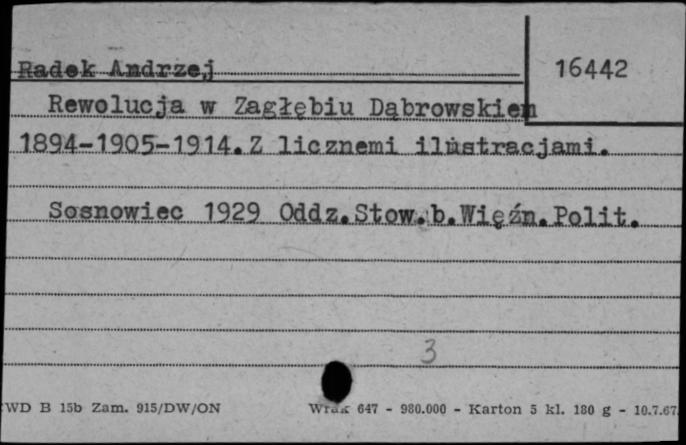 Radek Andrzej
16442
Rewolucja w Zagłębiu Dąbrowskiem
1894-1905-1914.Z licznemi ilustracjami.
Sosnowiec 1929 Oddz.Stow.b.Więźn.Polit.
3
WD B 15b Zam. 915/DW/ON
647 - 980.000 - Karton 5 kl. 180 g - 10.7.67